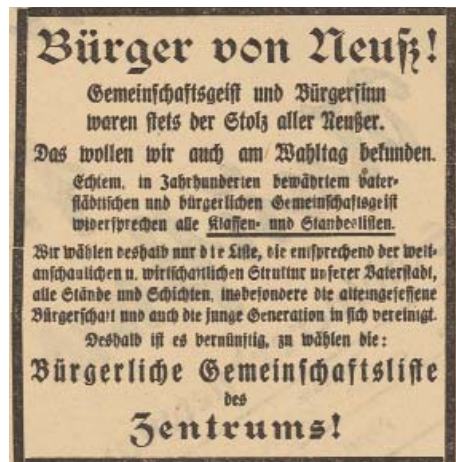 Bürger von Neuß!
Gemeinschaftsgeist und Bürgersinn
waren stets der Stolz aller Neußer.
Das wollen wir auch am Wahltag bekunden.
Echtem, in Jahrhunderten bewährtem vater-
städtischen und bürgerlichen Gemeinschaftsgeist
widersprechen alle Klassen- und Standeslisten.
Wir wählen deshalb nur die Liste, die entsprechend der welt-
anschaulichen u. wirtschaftlichen Struktur unserer Vaterstadt,
alle Stände und Schichten, insbesondere die alteingesessene
Bürgerschaft und auch die junge Generation in sich vereinigt.
Deshalb ist es vernünftig, zu wählen die:
Bürgerliche Gemeinschaftsliste
des
Zentrums!